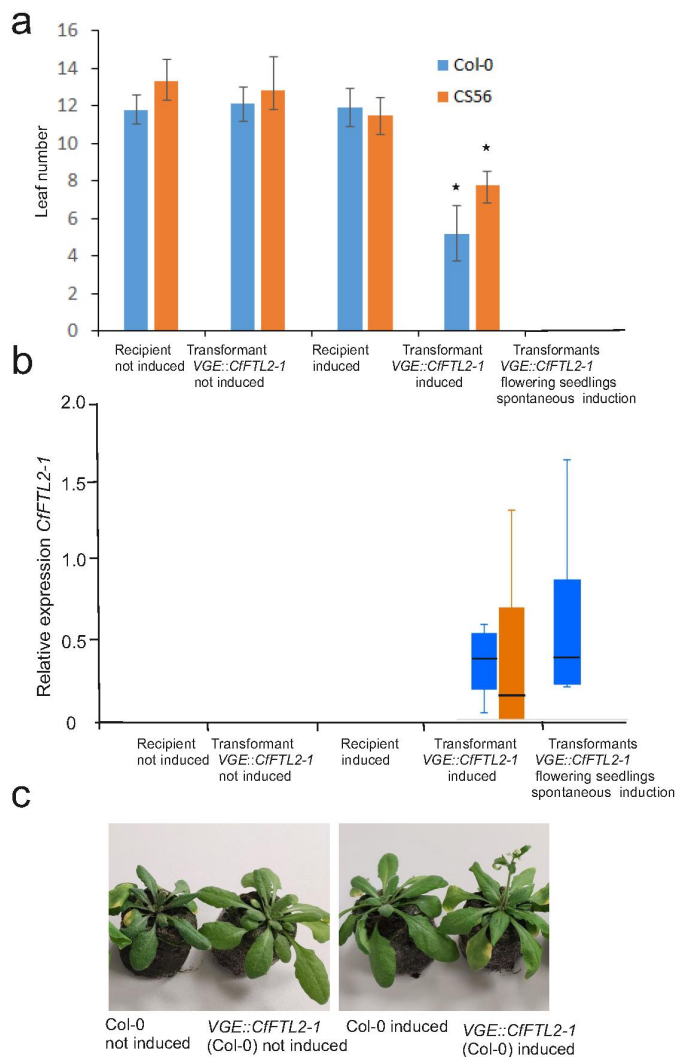 a
16
14
12
10
8
6
4
2
0
Leaf number
Col-0
CS56
★
★
Recipient
not induced
Transformant
VGE::CfFTL2-1
not induced
Recipient
induced
Transformant
VGE::CfFTL2-1
induced
Transformants
VGE::CfFTL2-1
flowering seedlings
spontaneous induction
b
2.0
1.5
1.0
0.5
0
Relative expression CfFTL2-1
Recipient
not induced
Transformant
VGE::CfFTL2-1
not induced
Recipient
induced
Transformant
VGE::CfFTL2-1
induced
Transformants
VGE::CfFTL2-1
flowering seedlings
spontaneous induction
c
Col-0
not induced
VGE::CfFTL2-1
(Col-0) not induced
Col-0 induced
VGE::CfFTL2-1
(Col-0) induced